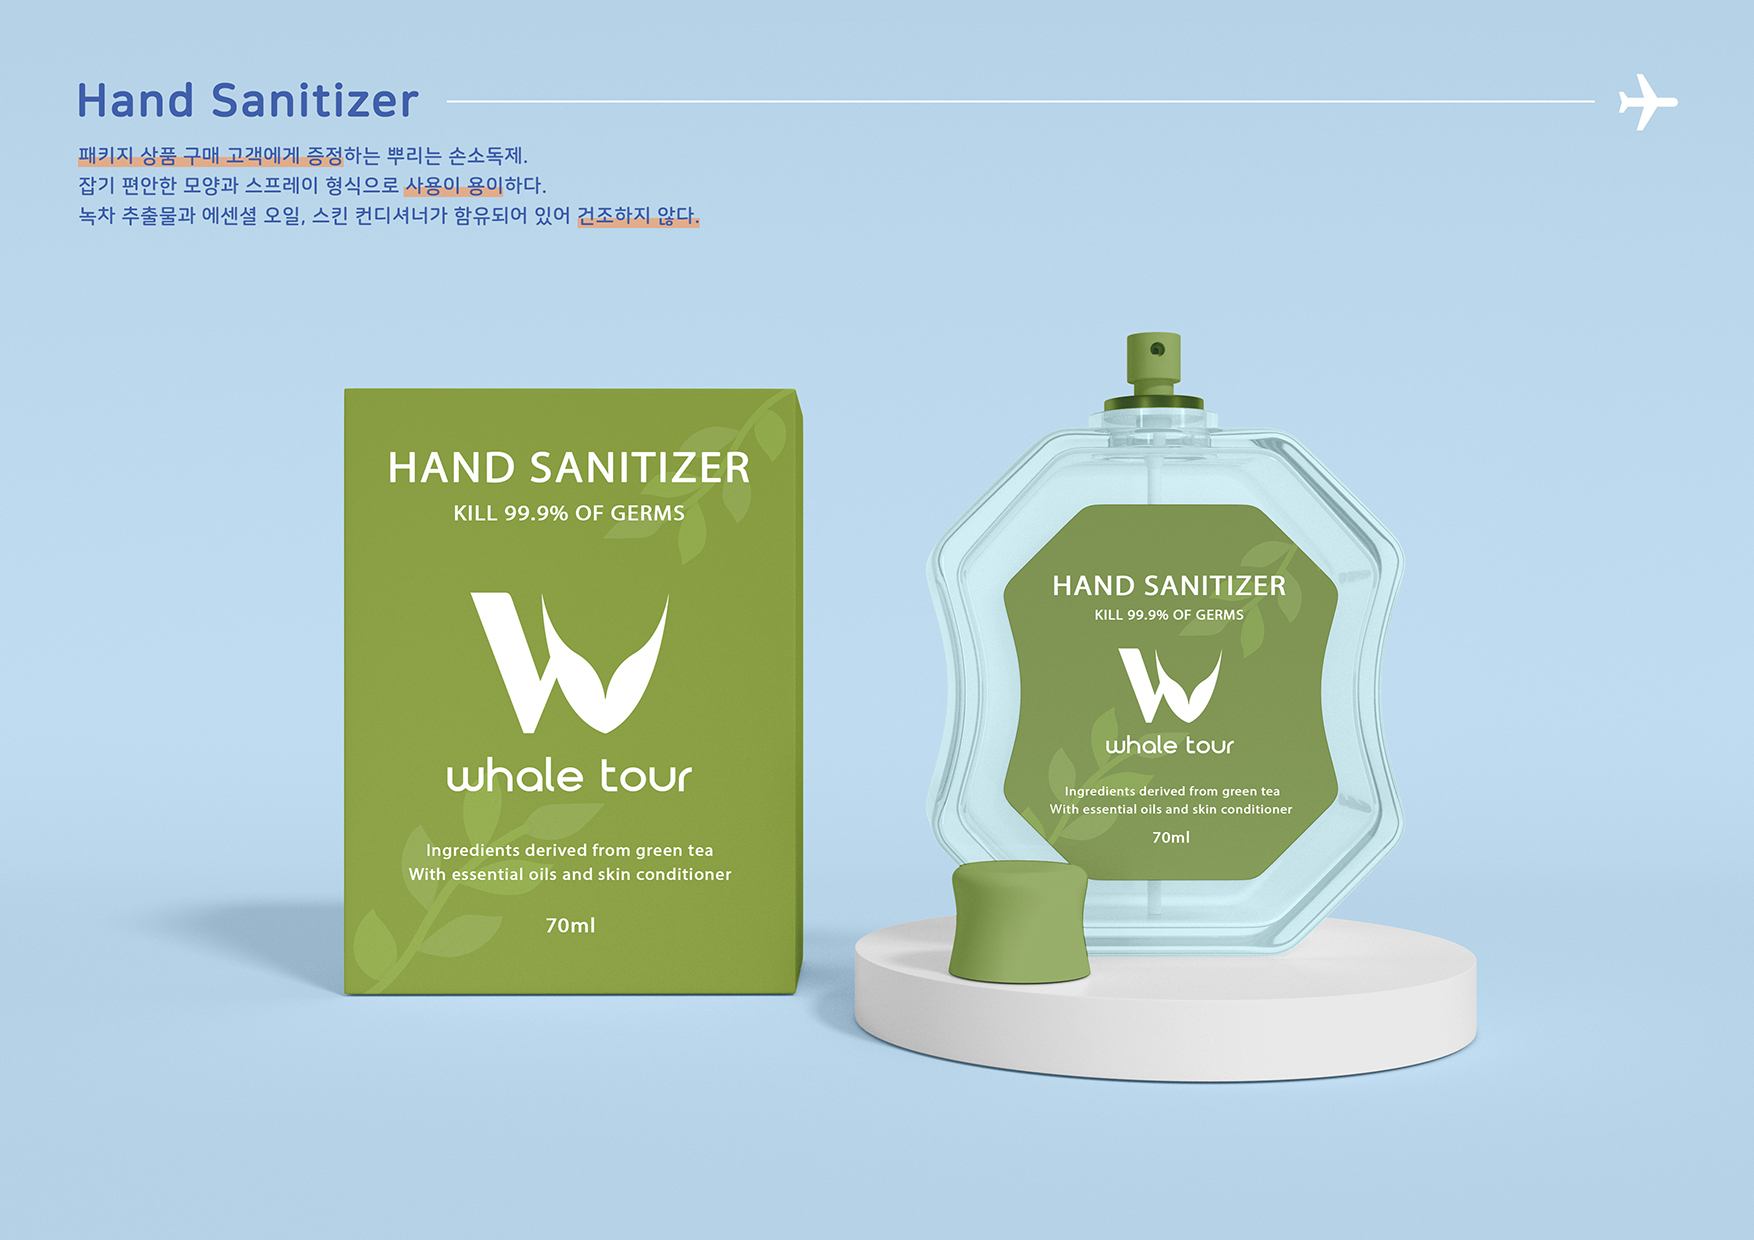 Hand Sanitizer
패키지 상품 구매 고객에게 증정하는 뿌리는 손소독제.
잡기 편안한 모양과 스프레이 형식으로 사용이 용이하다.
녹차 추출물과 에센셜 오일, 스킨 컨디셔너가 함유되어 있어 건조하지 않다.
HAND SANITIZER
KILL 99.9% OF GERMS
W
whale tour
Ingredients derived from green tea
With essential oils and skin conditioner
70ml
HAND SANITIZER
KILL 99.9% OF GERMS
W
whale tour
Ingredients derived from green tea
With essential oils and skin conditioner
70ml